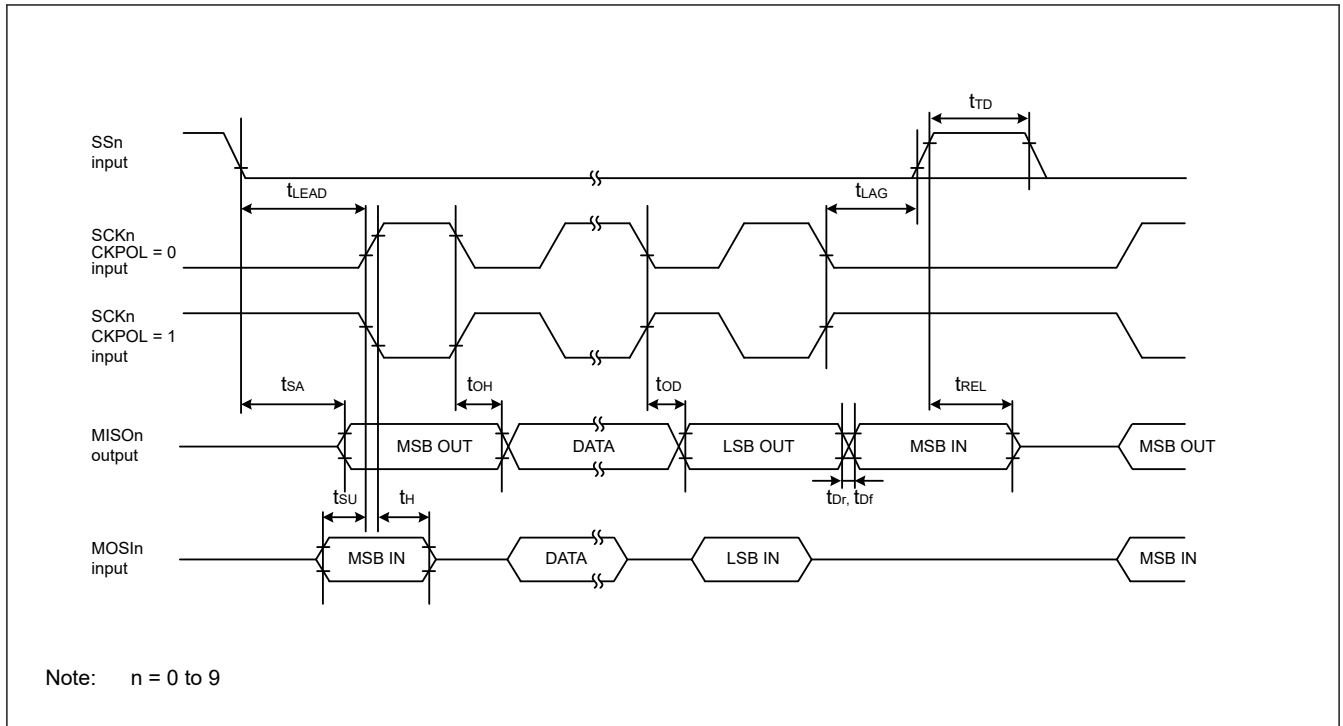 tTD
SSn
input
tLEAD
tLAG
SCKn
CKPOL = 0
input
SCKn
CKPOL = 1
input
tSA
tOH
tOD
tREL
MISOn
output
MSB OUT
DATA
LSB OUT
MSB IN
MSB OUT
tSU
tH
tDr, tDf
MOSIn
input
MSB IN
DATA
LSB IN
MSB IN
Note: n = 0 to 9